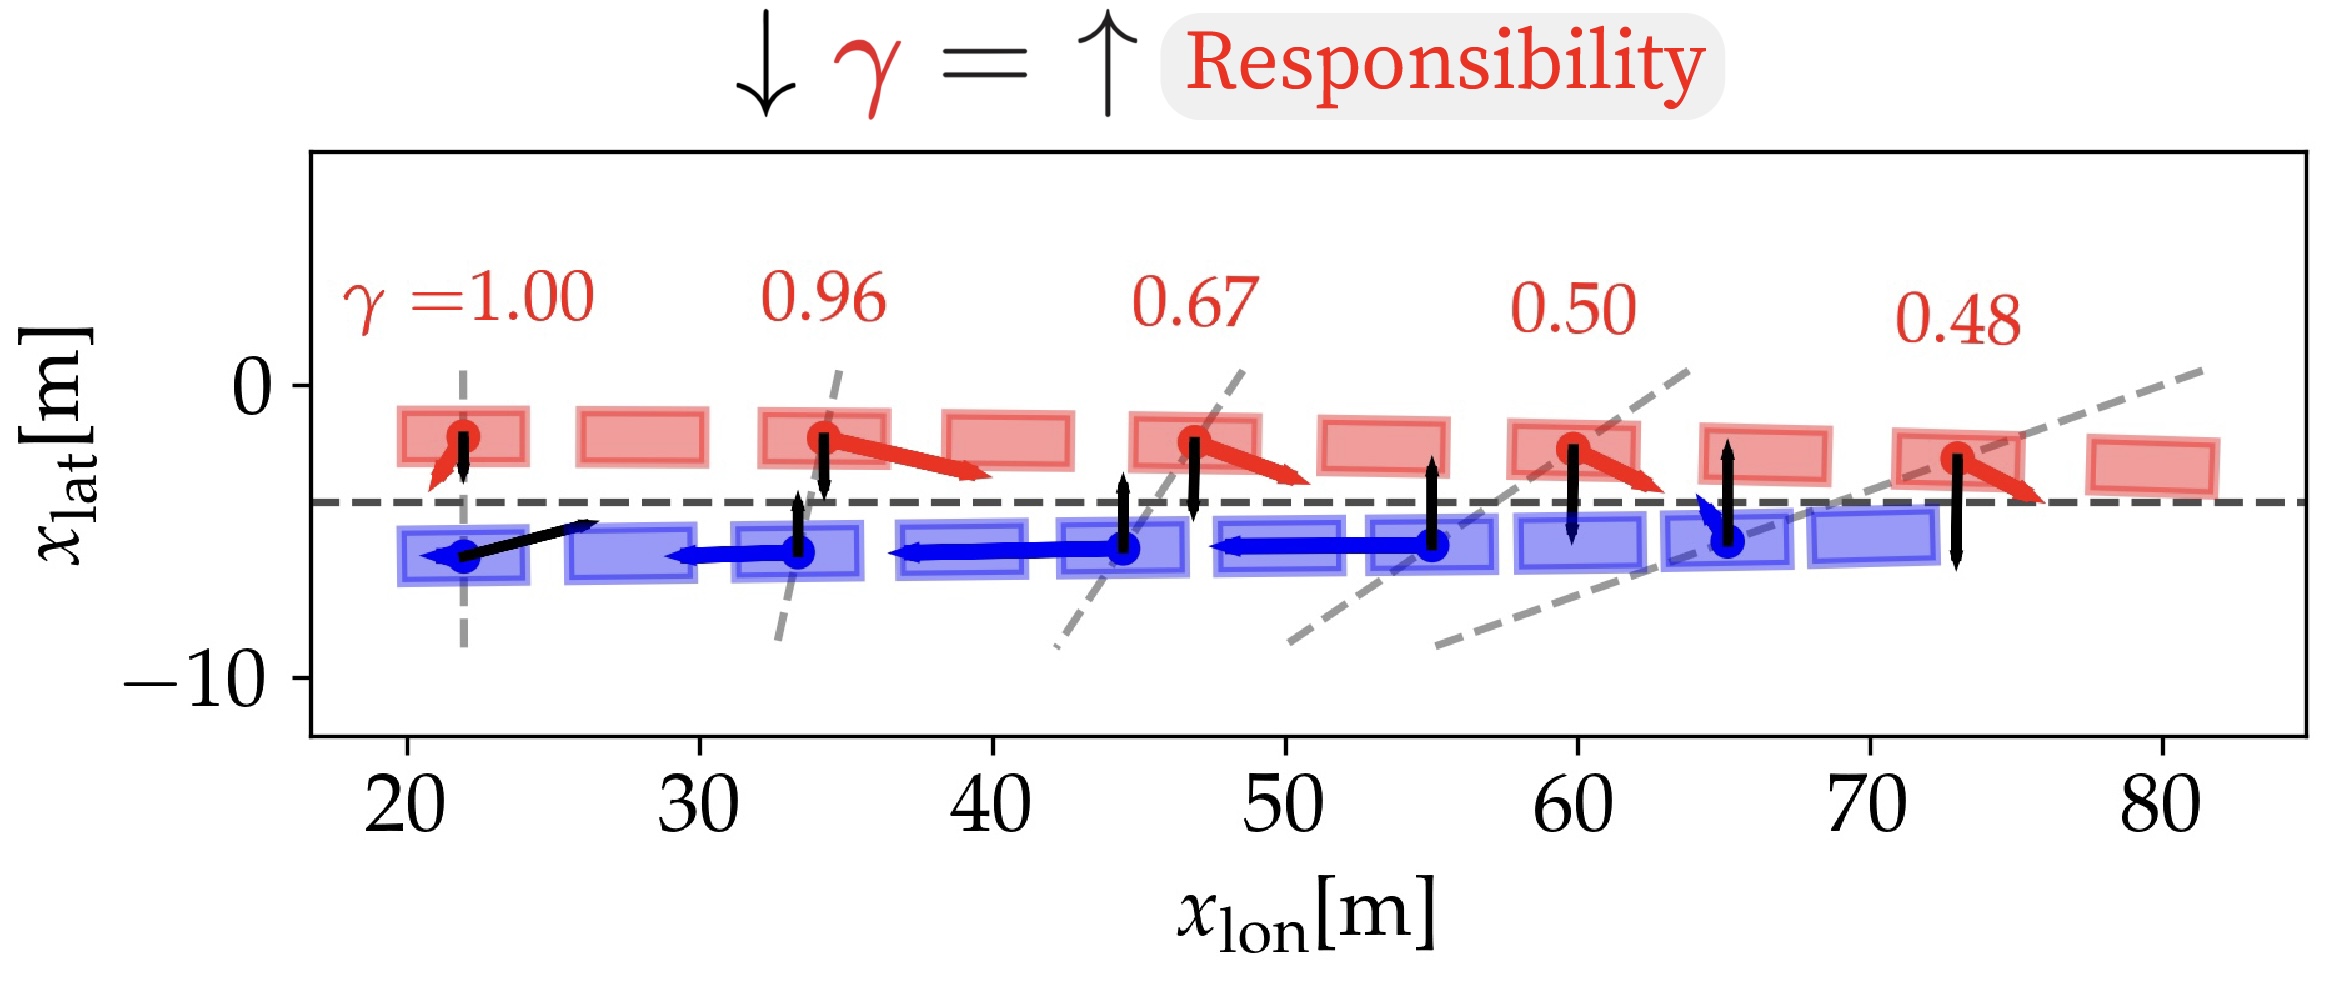 ↓ γ = ↑ Responsibility
γ =1.00 0.96 0.67 0.50 0.48
x_lat[m]
0
−10
20 30 40 50 60 70 80
x_lon[m]